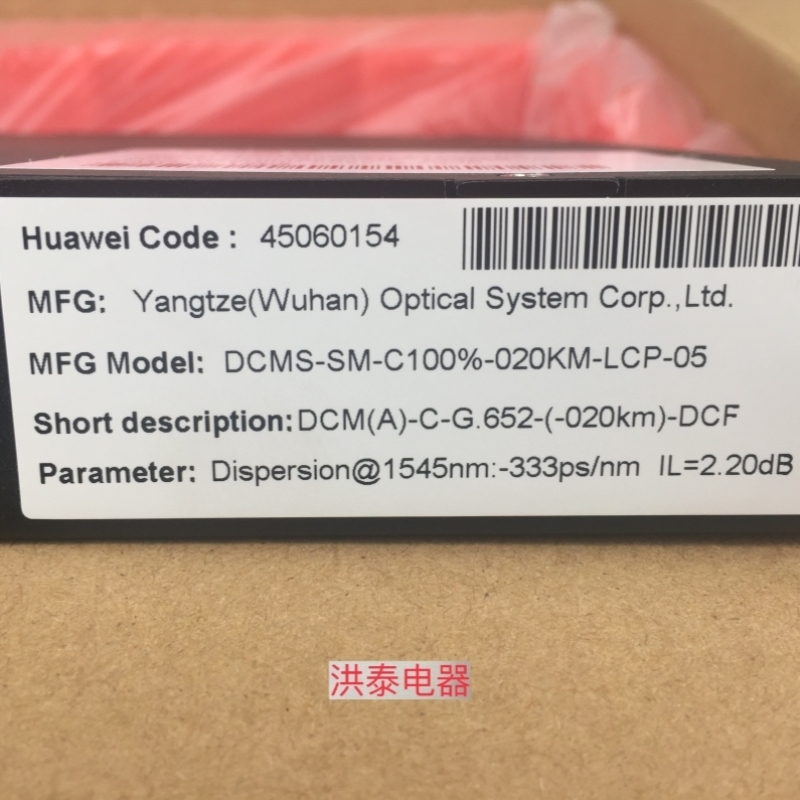 Huawei Code : 45060154
MFG: Yangtze(Wuhan) Optical System Corp.,Ltd.
MFG Model: DCMS-SM-C100%-020KM-LCP-05
Short description:DCM(A)-C-G.652-(-020km)-DCF
Parameter: Dispersion@1545nm:-333ps/nm IL=2.20dB
洪泰电器